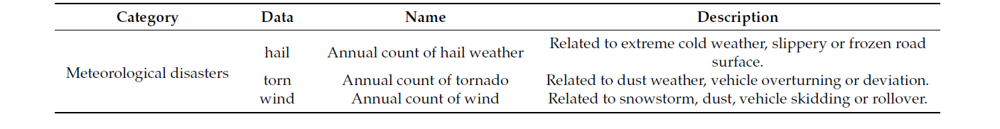 Category Data Name Description
Meteorological disasters
hail Annual count of hail weather Related to extreme cold weather, slippery or frozen road
surface.
torn Annual count of tornado Related to dust weather, vehicle overturning or deviation.
wind Annual count of wind Related to snowstorm, dust, vehicle skidding or rollover.